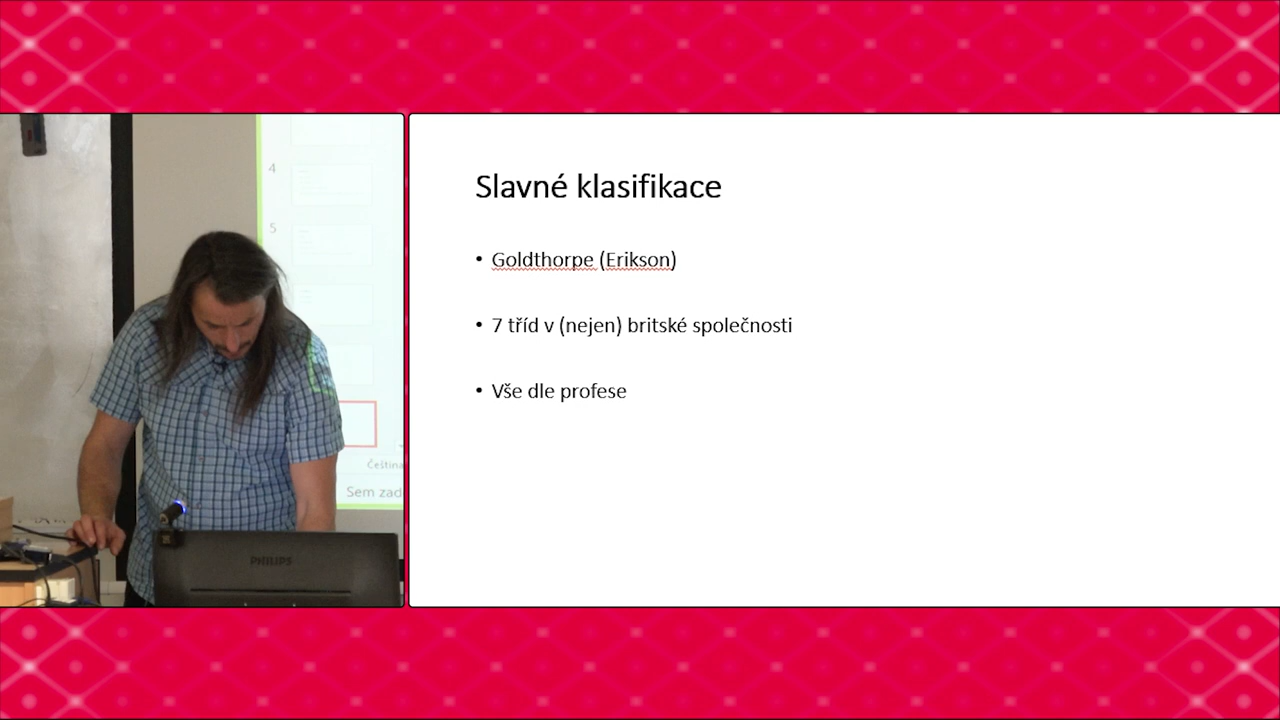 4
5
Čeština
Sem zad
PHILIPS
Slavné klasifikace
• Goldthorpe (Erikson)
• 7 tříd v (nejen) britské společnosti
• Vše dle profese